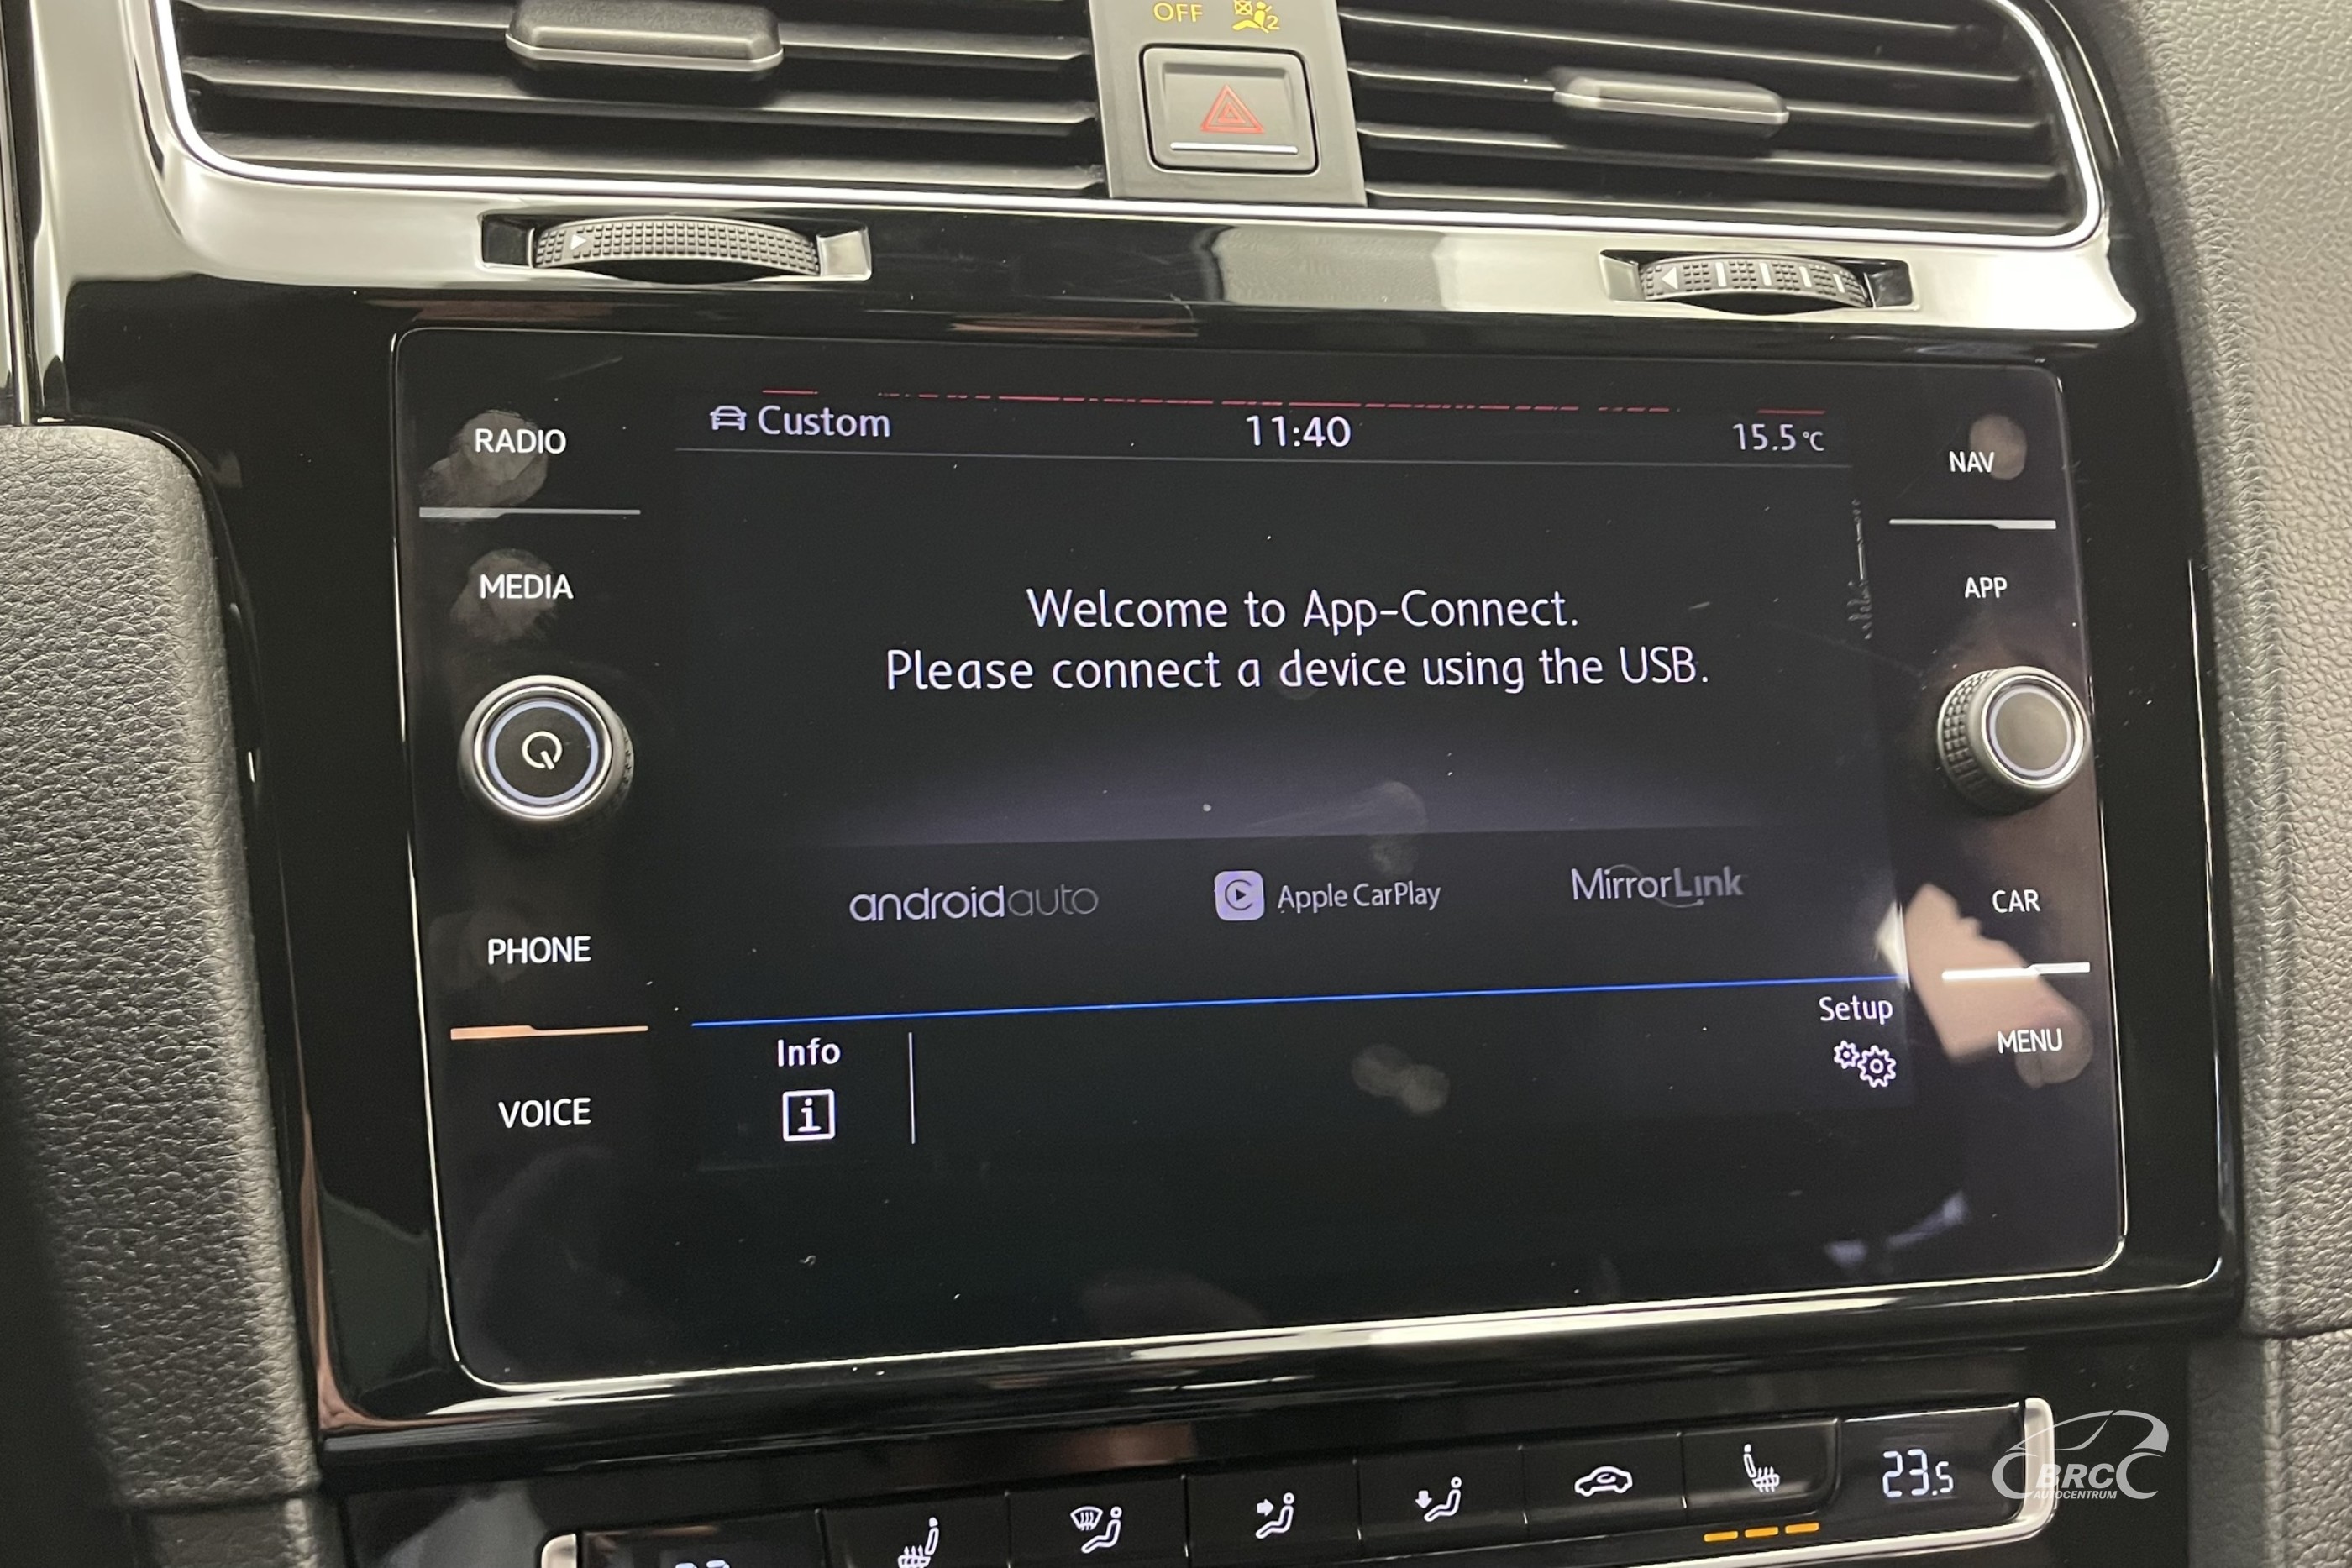 OFF
2
RADIO
MEDIA
PHONE
VOICE
Custom 11:40 15.5 °C
Welcome to App-Connect.
Please connect a device using the USB.
androidauto Apple CarPlay MirrorLink
Info
Setup
NAV
APP
CAR
MENU
23.5
BRC
AUTOCENTRUM